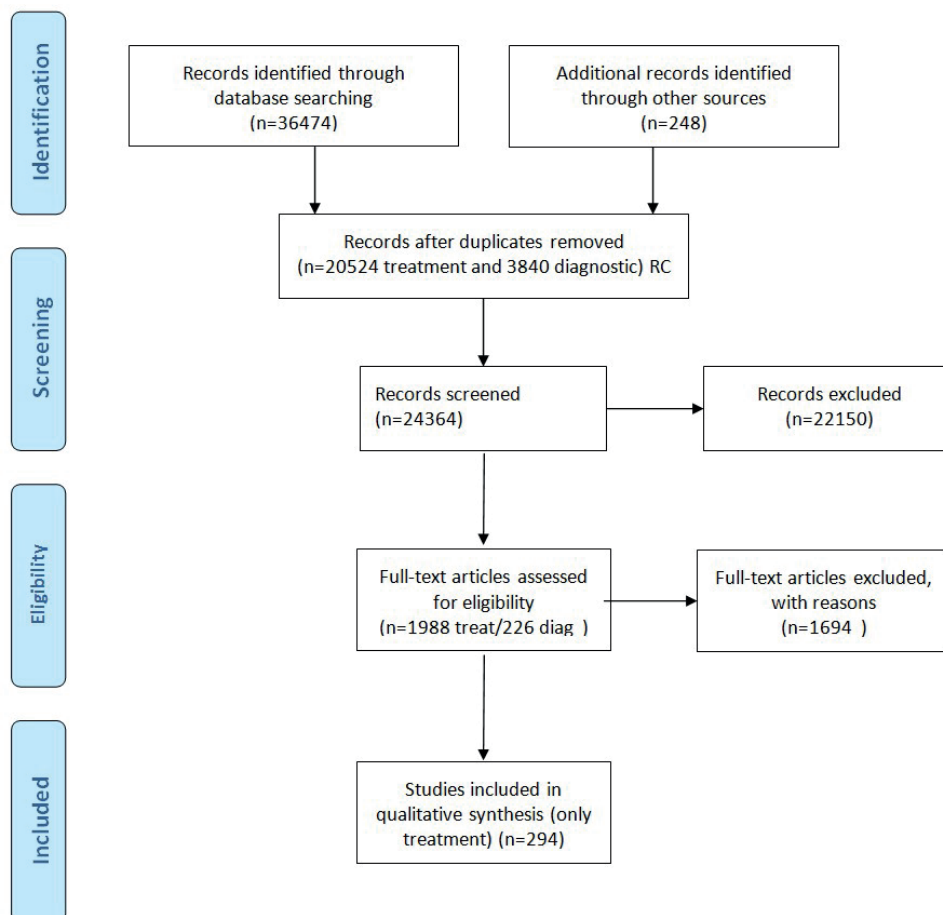 Identification
Records identified through
database searching
(n=36474)
Additional records identified
through other sources
(n=248)
Records after duplicates removed
(n=20524 treatment and 3840 diagnostic) RC
Screening
Records screened
(n=24364)
Records excluded
(n=22150)
Eligibility
Full-text articles assessed
for eligibility
(n=1988 treat/226 diag )
Full-text articles excluded,
with reasons
(n=1694 )
Included
Studies included in
qualitative synthesis (only
treatment) (n=294)